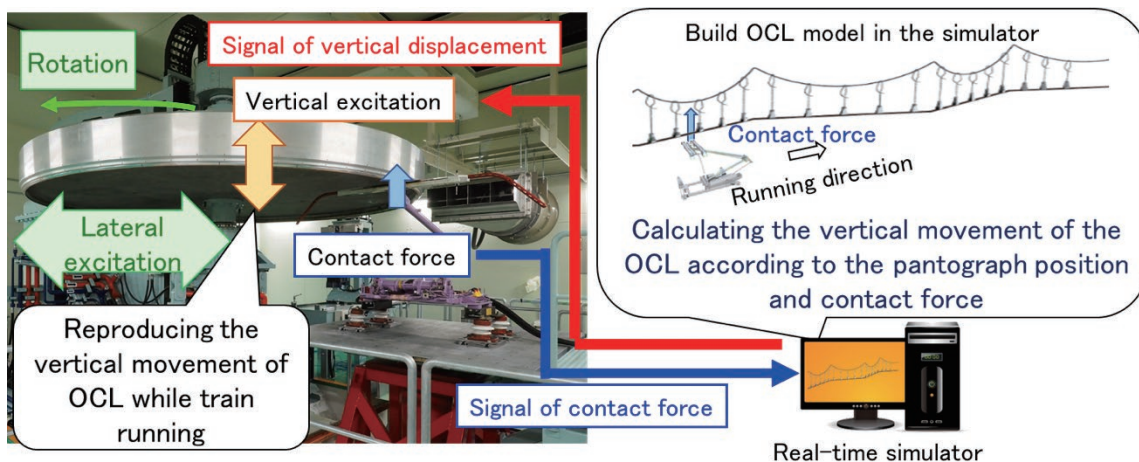 Rotation
Signal of vertical displacement
Vertical excitation
Lateral
excitation
Contact force
Reproducing the
vertical movement of
OCL while train
running
Signal of contact force
Build OCL model in the simulator
Contact force
Running direction
Calculating the vertical movement of the
OCL according to the pantograph position
and contact force
Real-time simulator